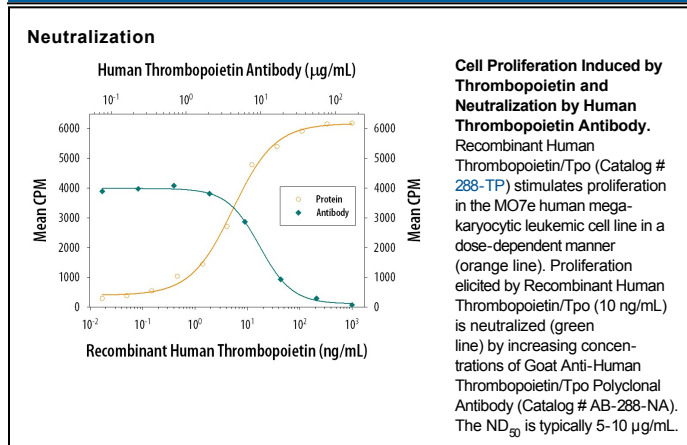 Neutralization
Human Thrombopoietin Antibody (μg/mL)
10⁻¹ 10⁰ 10¹ 10²
6000 6000
5000 5000
4000 4000
3000 3000
2000 2000
1000 1000
0 0
Mean CPM
Mean CPM
Protein
Antibody
10⁻² 10⁻¹ 10⁰ 10¹ 10² 10³
Recombinant Human Thrombopoietin (ng/mL)
Cell Proliferation Induced by
Thrombopoietin and
Neutralization by Human
Thrombopoietin Antibody.
Recombinant Human
Thrombopoietin/Tpo (Catalog #
288-TP) stimulates proliferation
in the MO7e human mega-
karyocytic leukemic cell line in a
dose-dependent manner
(orange line). Proliferation
elicited by Recombinant Human
Thrombopoietin/Tpo (10 ng/mL)
is neutralized (green
line) by increasing concen-
trations of Goat Anti-Human
Thrombopoietin/Tpo Polyclonal
Antibody (Catalog # AB-288-NA).
The ND₅₀ is typically 5-10 μg/mL.